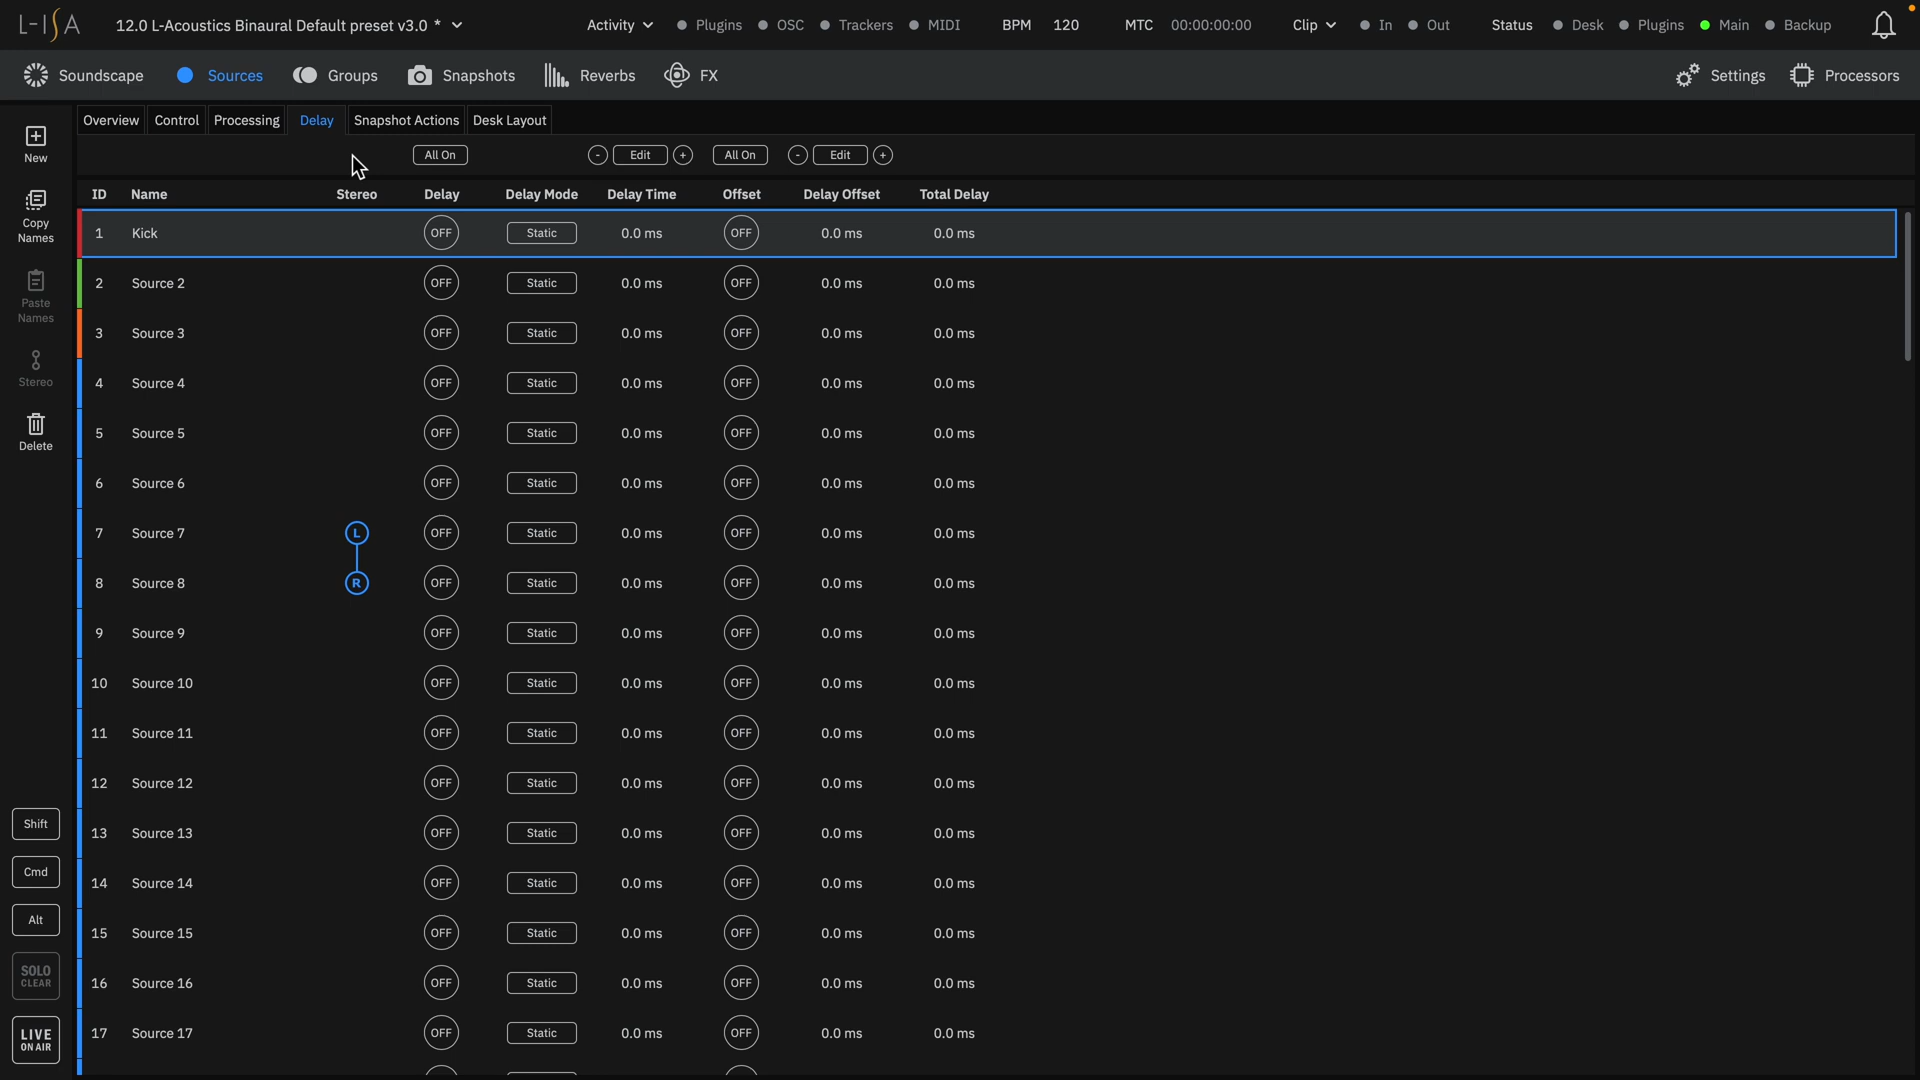 L-ISA 12.0 L-Acoustics Binaural Default preset v3.0 * Activity Plugins OSC Trackers MIDI BPM 120 MTC 00:00:00:00 Clip In Out Status Desk Plugins Main Backup
Soundscape Sources Groups Snapshots Reverbs FX Settings Processors
Overview Control Processing Delay Snapshot Actions Desk Layout
New
Copy Names
Paste Names
Stereo
Delete
All On - Edit + All On - Edit +
ID Name Stereo Delay Delay Mode Delay Time Offset Delay Offset Total Delay
1 Kick OFF Static 0.0 ms OFF 0.0 ms 0.0 ms
2 Source 2 OFF Static 0.0 ms OFF 0.0 ms 0.0 ms
3 Source 3 OFF Static 0.0 ms OFF 0.0 ms 0.0 ms
4 Source 4 OFF Static 0.0 ms OFF 0.0 ms 0.0 ms
5 Source 5 OFF Static 0.0 ms OFF 0.0 ms 0.0 ms
6 Source 6 OFF Static 0.0 ms OFF 0.0 ms 0.0 ms
7 Source 7 L OFF Static 0.0 ms OFF 0.0 ms 0.0 ms
8 Source 8 R OFF Static 0.0 ms OFF 0.0 ms 0.0 ms
9 Source 9 OFF Static 0.0 ms OFF 0.0 ms 0.0 ms
10 Source 10 OFF Static 0.0 ms OFF 0.0 ms 0.0 ms
11 Source 11 OFF Static 0.0 ms OFF 0.0 ms 0.0 ms
12 Source 12 OFF Static 0.0 ms OFF 0.0 ms 0.0 ms
13 Source 13 OFF Static 0.0 ms OFF 0.0 ms 0.0 ms
14 Source 14 OFF Static 0.0 ms OFF 0.0 ms 0.0 ms
15 Source 15 OFF Static 0.0 ms OFF 0.0 ms 0.0 ms
16 Source 16 OFF Static 0.0 ms OFF 0.0 ms 0.0 ms
17 Source 17 OFF Static 0.0 ms OFF 0.0 ms 0.0 ms
Shift
Cmd
Alt
SOLO
CLEAR
LIVE
ON AIR